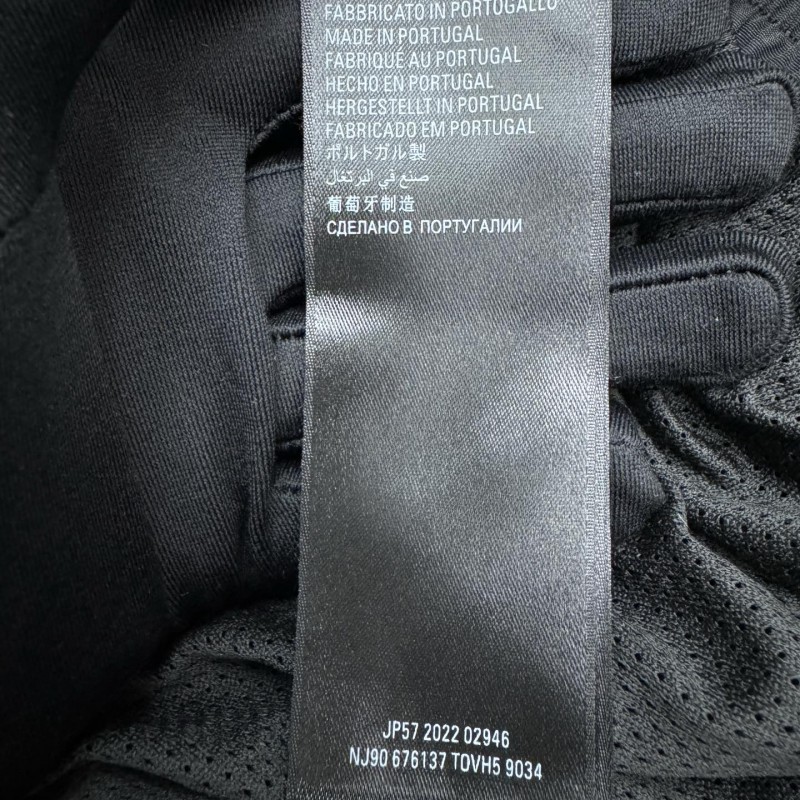 FABBRICATO IN PORTOGALLO
MADE IN PORTUGAL
FABRIQUÉ AU PORTUGAL
HECHO EN PORTUGAL
HERGESTELLT IN PORTUGAL
FABRICADO EM PORTUGAL
ポルトガル製
صنع في البرتغال
葡萄牙制造
СДЕЛАНО В ПОРТУГАЛИИ
JP57 2022 02946
NJ90 676137 TOVH5 9034